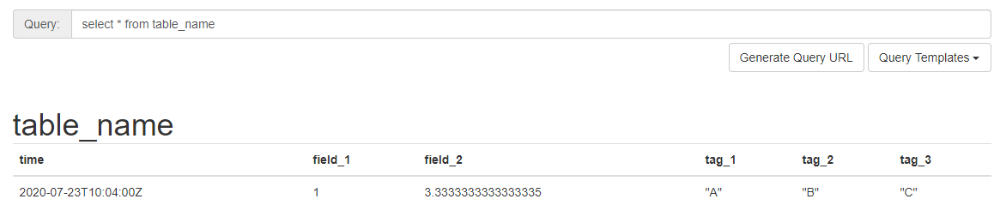 Query: select * from table_name
Generate Query URL Query Templates
table_name
time field_1 field_2 tag_1 tag_2 tag_3
2020-07-23T10:04:00Z 1 3.3333333333333335 "A" "B" "C"